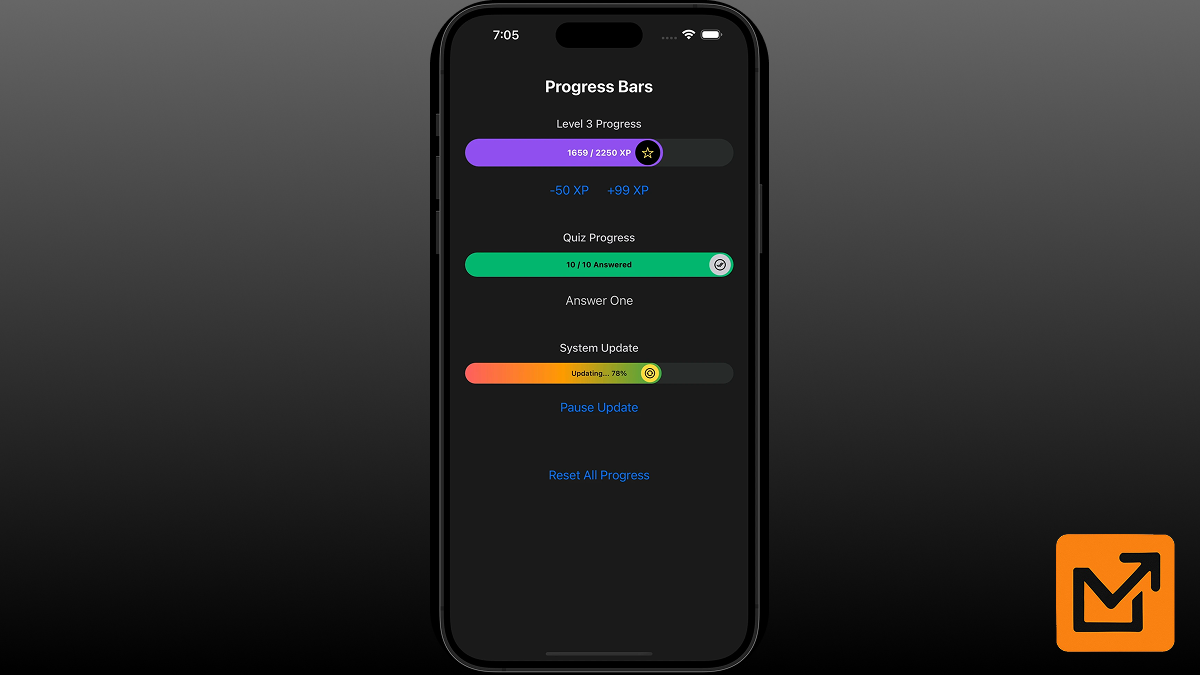 7:05
Progress Bars
Level 3 Progress
1659 / 2250 XP
-50 XP +99 XP
Quiz Progress
10 / 10 Answered
Answer One
System Update
Updating... 78%
Pause Update
Reset All Progress